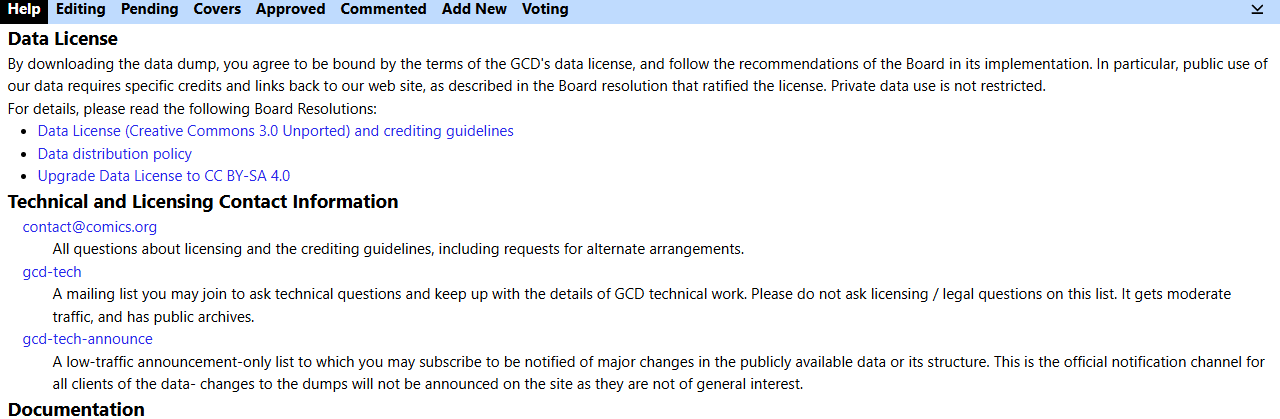 Help Editing Pending Covers Approved Commented Add New Voting
Data License
By downloading the data dump, you agree to be bound by the terms of the GCD's data license, and follow the recommendations of the Board in its implementation. In particular, public use of
our data requires specific credits and links back to our web site, as described in the Board resolution that ratified the license. Private data use is not restricted.
For details, please read the following Board Resolutions:
• Data License (Creative Commons 3.0 Unported) and crediting guidelines
• Data distribution policy
• Upgrade Data License to CC BY-SA 4.0
Technical and Licensing Contact Information
contact@comics.org
All questions about licensing and the crediting guidelines, including requests for alternate arrangements.
gcd-tech
A mailing list you may join to ask technical questions and keep up with the details of GCD technical work. Please do not ask licensing / legal questions on this list. It gets moderate
traffic, and has public archives.
gcd-tech-announce
A low-traffic announcement-only list to which you may subscribe to be notified of major changes in the publicly available data or its structure. This is the official notification channel for
all clients of the data- changes to the dumps will not be announced on the site as they are not of general interest.
Documentation